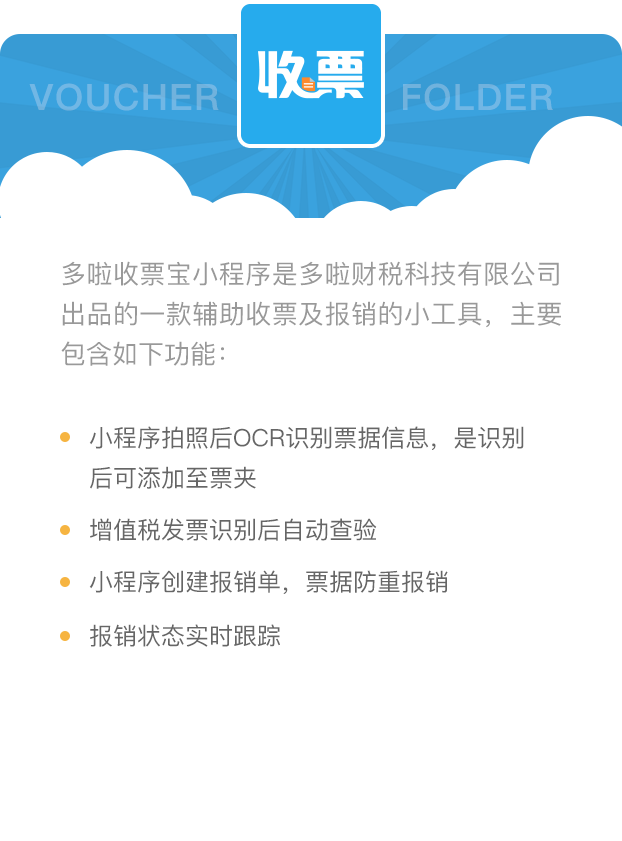 收票
VOUCHER FOLDER
多啦收票宝小程序是多啦财税科技有限公司
出品的一款辅助收票及报销的小工具，主要
包含如下功能：
小程序拍照后OCR识别票据信息，是识别
后可添加至票夹
增值税发票识别后自动查验
小程序创建报销单，票据防重报销
报销状态实时跟踪